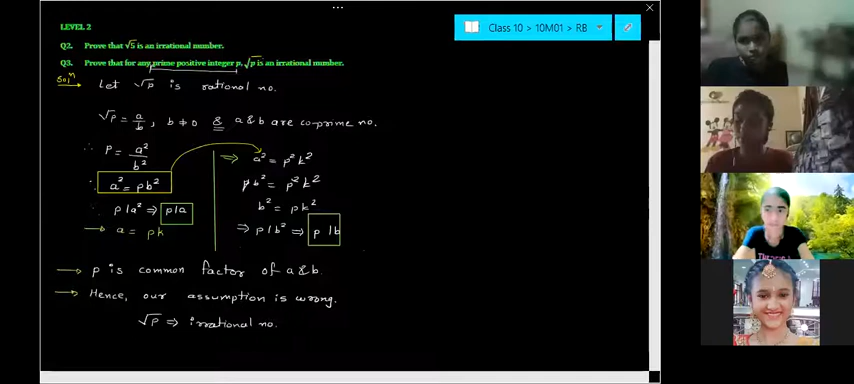 LEVEL 2
Q2. Prove that √5 is an irrational number.
Q3. Prove that for any prime positive integer p, √p is an irrational number.
Class 10 > 10M01 > RB
Solⁿ Let √p is rational no.
√p = a/b, b ≠ 0 & a & b are co-prime no.
∴ p = a²/b²
∴ a² = pb²
p | a² ⇒ p|a
→ a = pk
⇒ a² = p²k²
pb² = p²k²
b² = pk²
⇒ p | b² ⇒ p | b
→ p is common factor of a & b.
→ Hence, our assumption is wrong.
√p ⇒ irrational no.